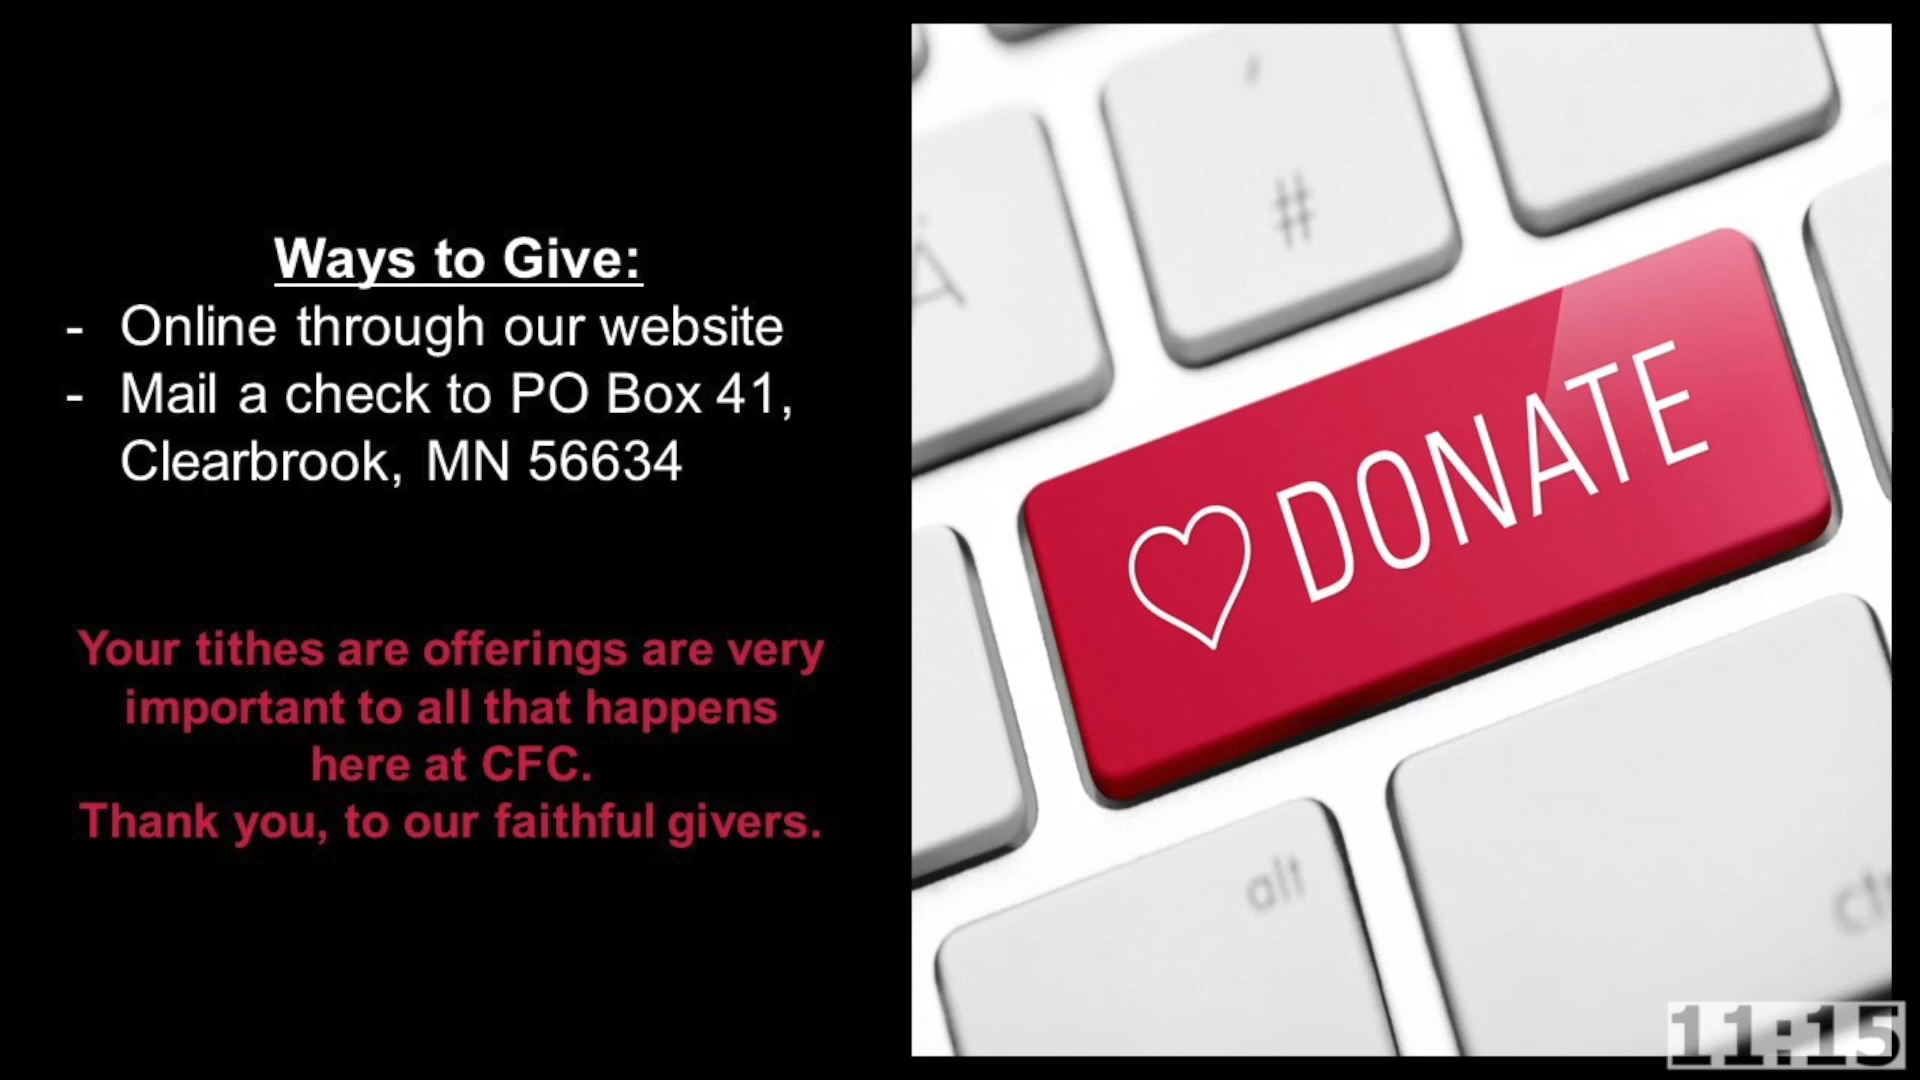 Ways to Give:
- Online through our website
- Mail a check to PO Box 41,
Clearbrook, MN 56634
Your tithes are offerings are very
important to all that happens
here at CFC.
Thank you, to our faithful givers.
#
Ä
♡ DONATE
alt
11:15